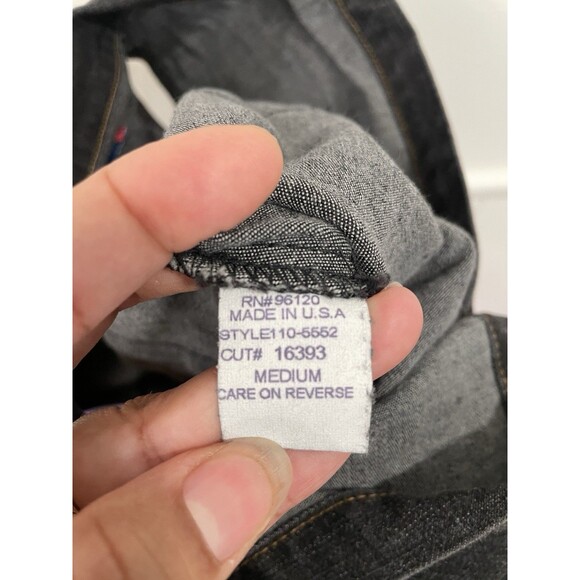 RN#96120
MADE IN U.S.A
STYLE110-5552
CUT# 16393
MEDIUM
CARE ON REVERSE